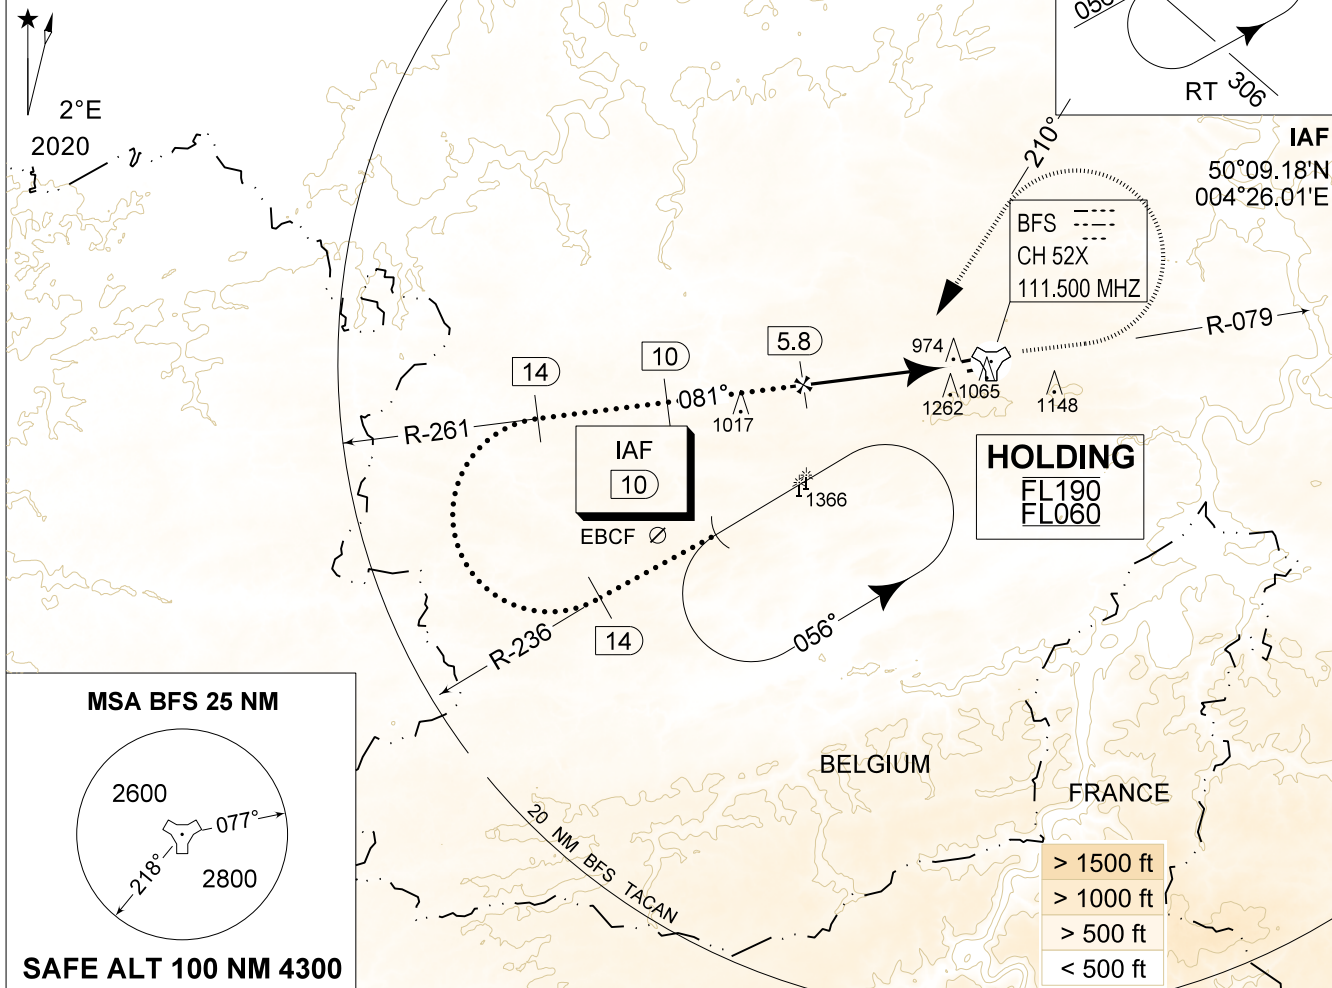 2°E
2020
RT
306
IAF
50°09.18'N
004°26.01'E
210°
BFS
CH 52X
111.500 MHZ
R-079
974
5.8
10
14
081°
1017
1262
1065
1148
R-261
IAF
10
EBCF
1366
HOLDING
FL190
FL060
056°
R-236
14
MSA BFS 25 NM
2600
077°
218°
2800
SAFE ALT 100 NM 4300
BELGIUM
FRANCE
20 NM BFS TACAN
> 1500 ft
> 1000 ft
> 500 ft
< 500 ft